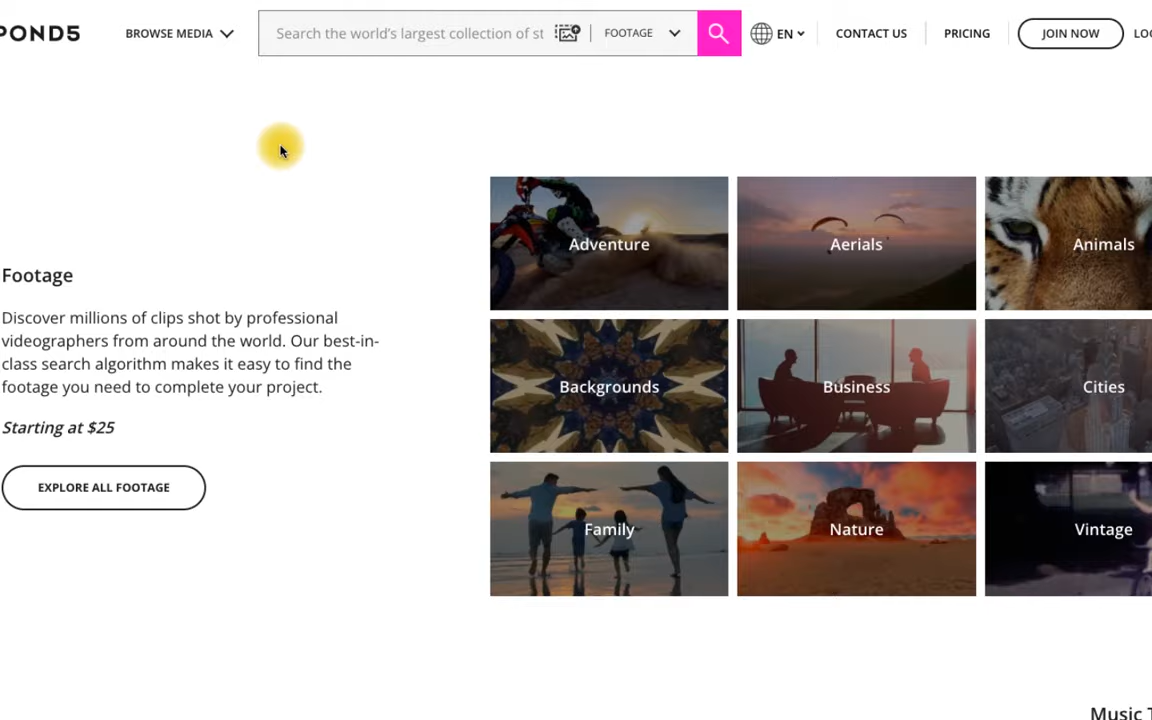 POND5
BROWSE MEDIA
Search the world's largest collection of st
FOOTAGE
EN
CONTACT US
PRICING
JOIN NOW
LOG
Adventure
Aerials
Animals
Footage
Discover millions of clips shot by professional
videographers from around the world. Our best-in-
class search algorithm makes it easy to find the
footage you need to complete your project.
Starting at $25
EXPLORE ALL FOOTAGE
Backgrounds
Business
Cities
Family
Nature
Vintage
Music T